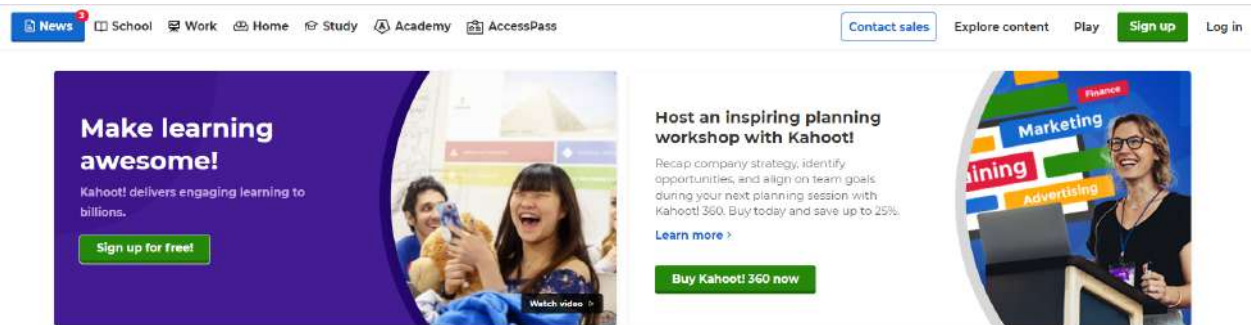 News 3 School Work Home Study Academy AccessPass Contact sales Explore content Play Sign up Log in
Make learning
awesome!
Kahoot! delivers engaging learning to
billions.
Sign up for free!
Watch video
Host an inspiring planning
workshop with Kahoot!
Recap company strategy, identify
opportunities, and align on team goals
during your next planning session with
Kahoot! 360. Buy today and save up to 25%.
Learn more >
Buy Kahoot! 360 now
Finance
Marketing
aining
Advertising